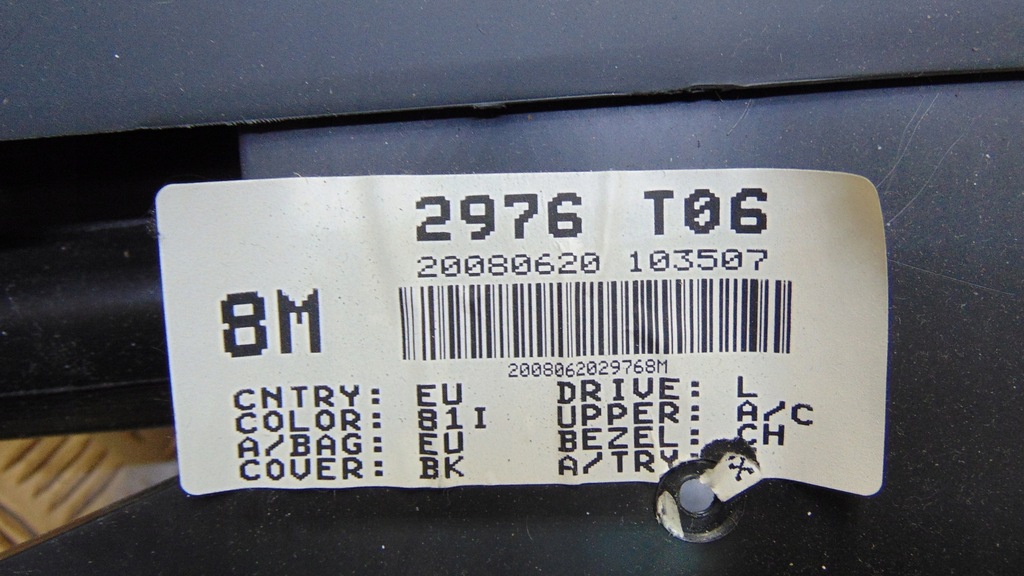 2976 T06
20080620 103507
8M
2008062029768M
CNTRY: EU DRIVE: L
COLOR: 81I UPPER: A/C
A/BAG: EU BEZEL: CH
COVER: BK A/TRY: